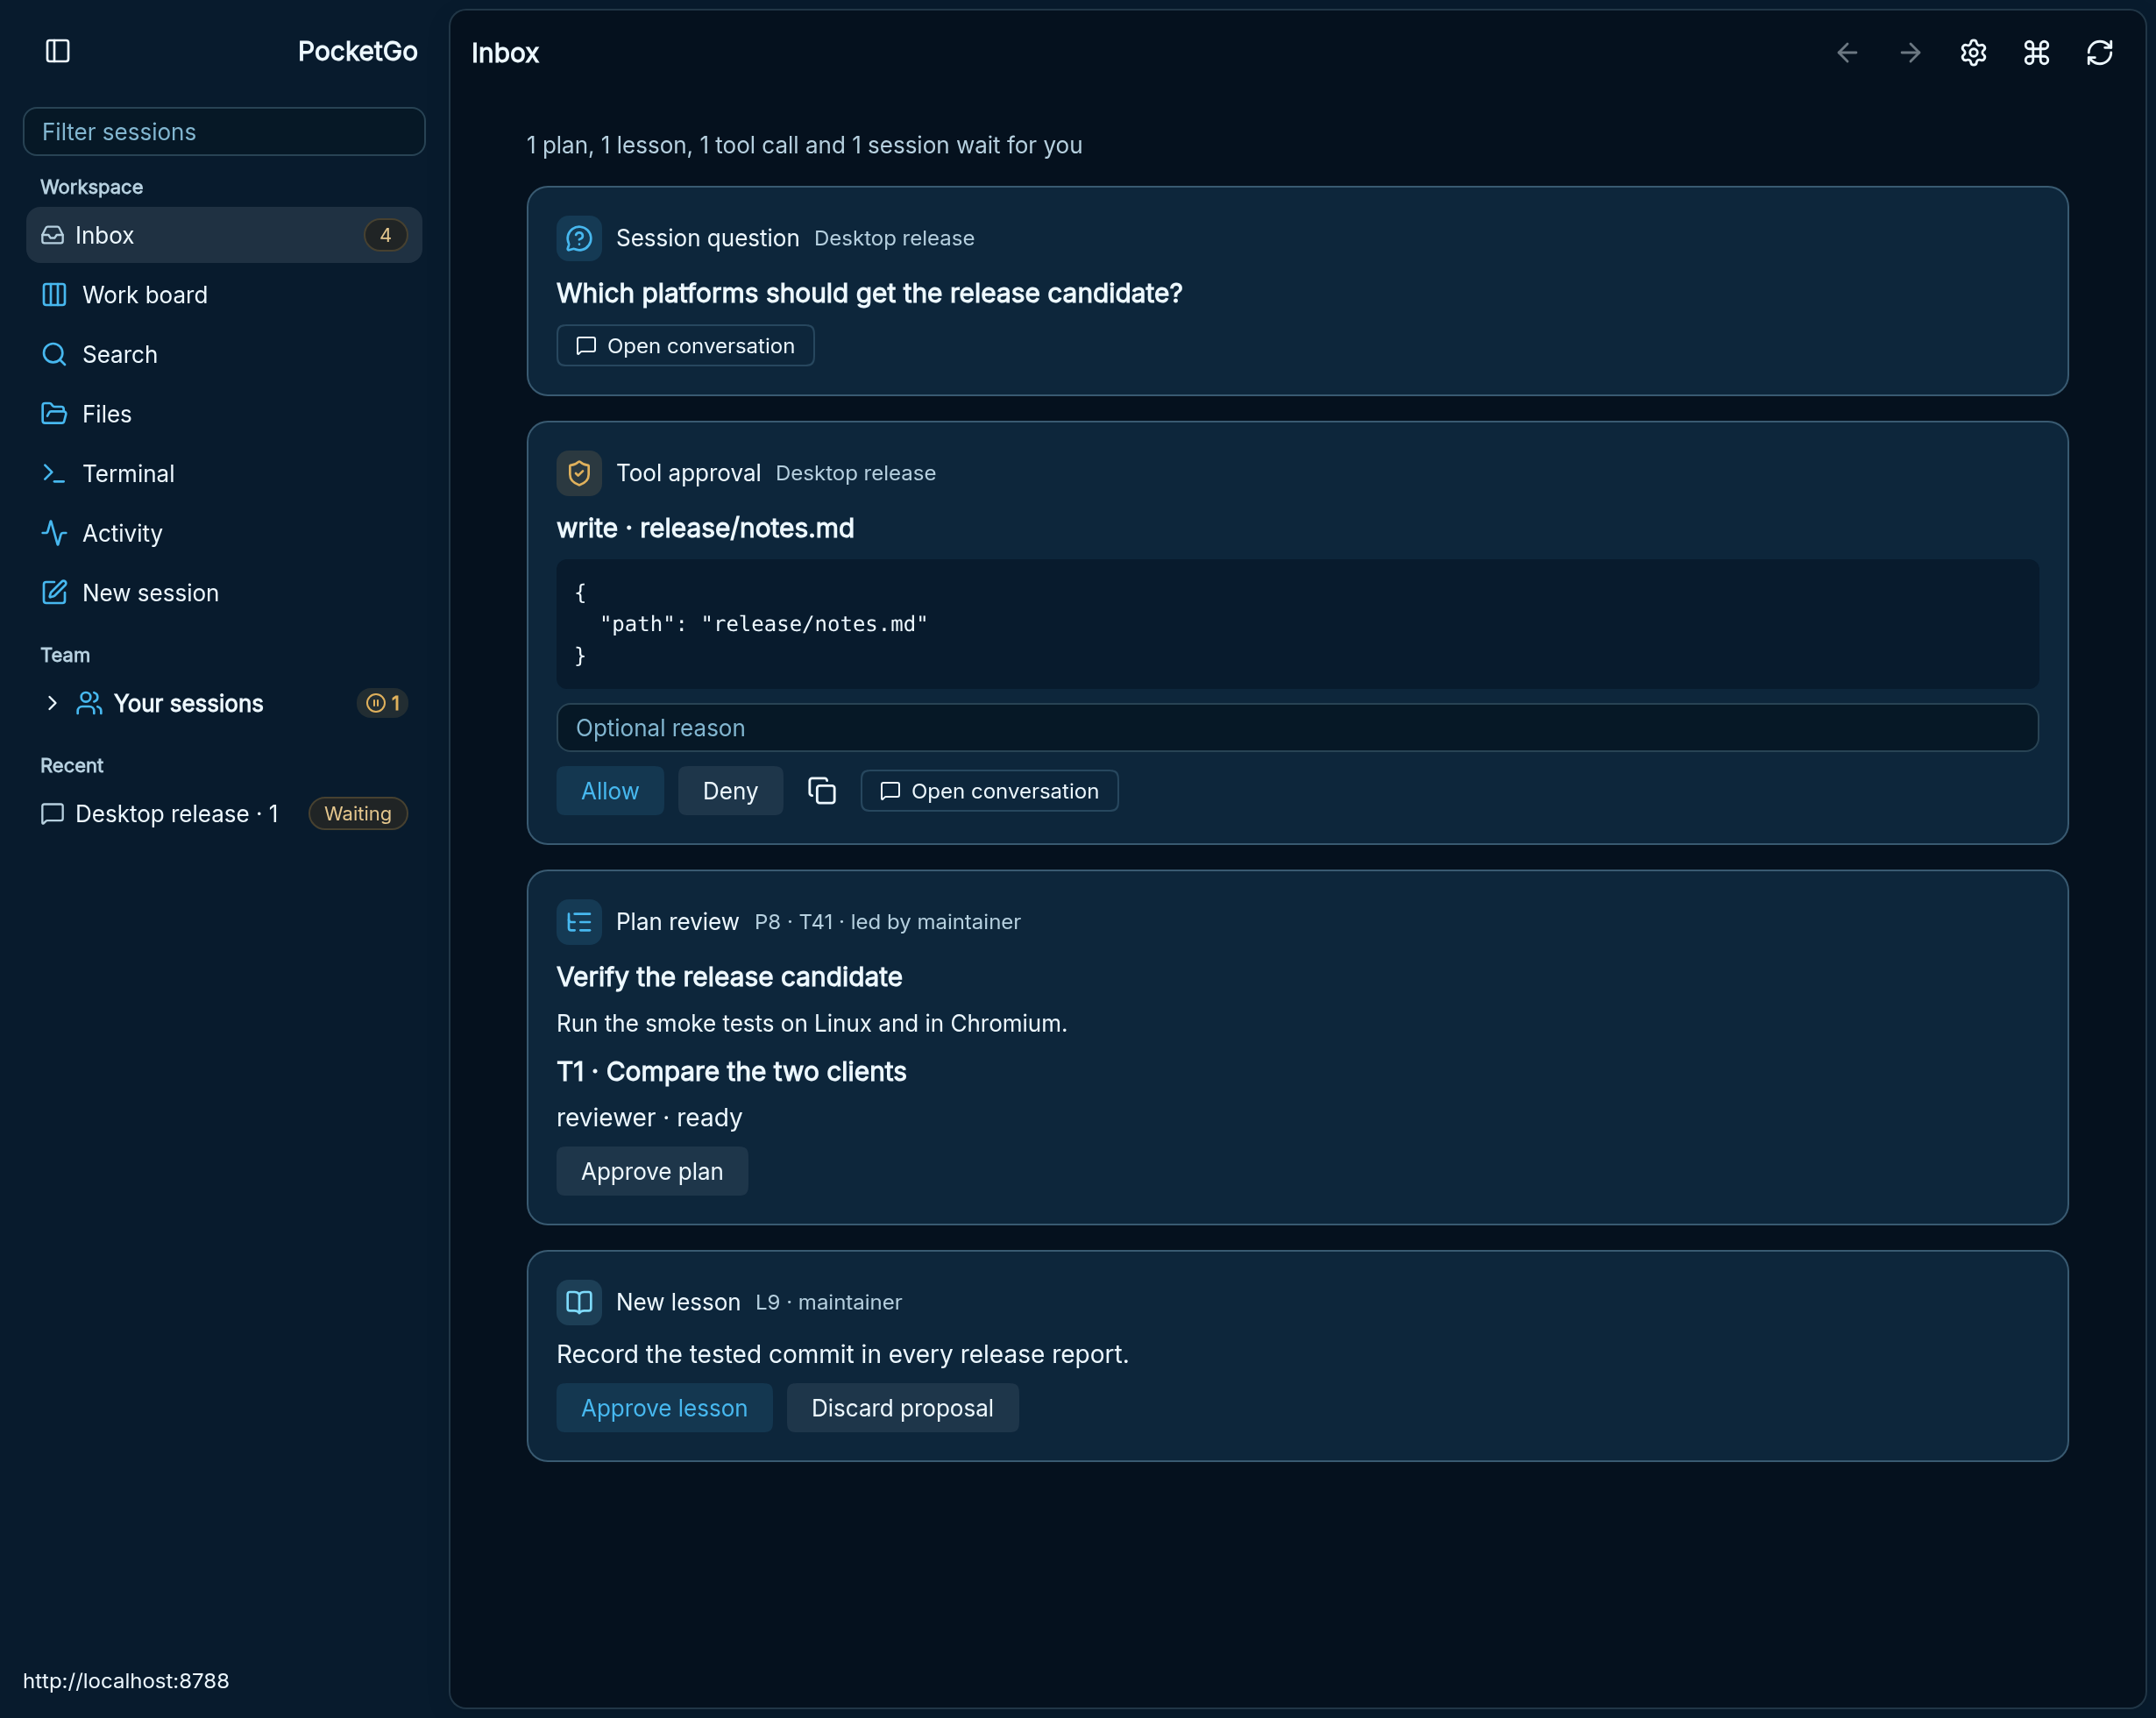 PocketGo
Filter sessions
Workspace
Inbox 4
Work board
Search
Files
Terminal
Activity
New session
Team
Your sessions 1
Recent
Desktop release · 1 Waiting
http://localhost:8788
Inbox
1 plan, 1 lesson, 1 tool call and 1 session wait for you
Session question Desktop release
Which platforms should get the release candidate?
Open conversation
Tool approval Desktop release
write · release/notes.md
{
  "path": "release/notes.md"
}
Optional reason
Allow Deny Open conversation
Plan review P8 · T41 · led by maintainer
Verify the release candidate
Run the smoke tests on Linux and in Chromium.
T1 · Compare the two clients
reviewer · ready
Approve plan
New lesson L9 · maintainer
Record the tested commit in every release report.
Approve lesson Discard proposal